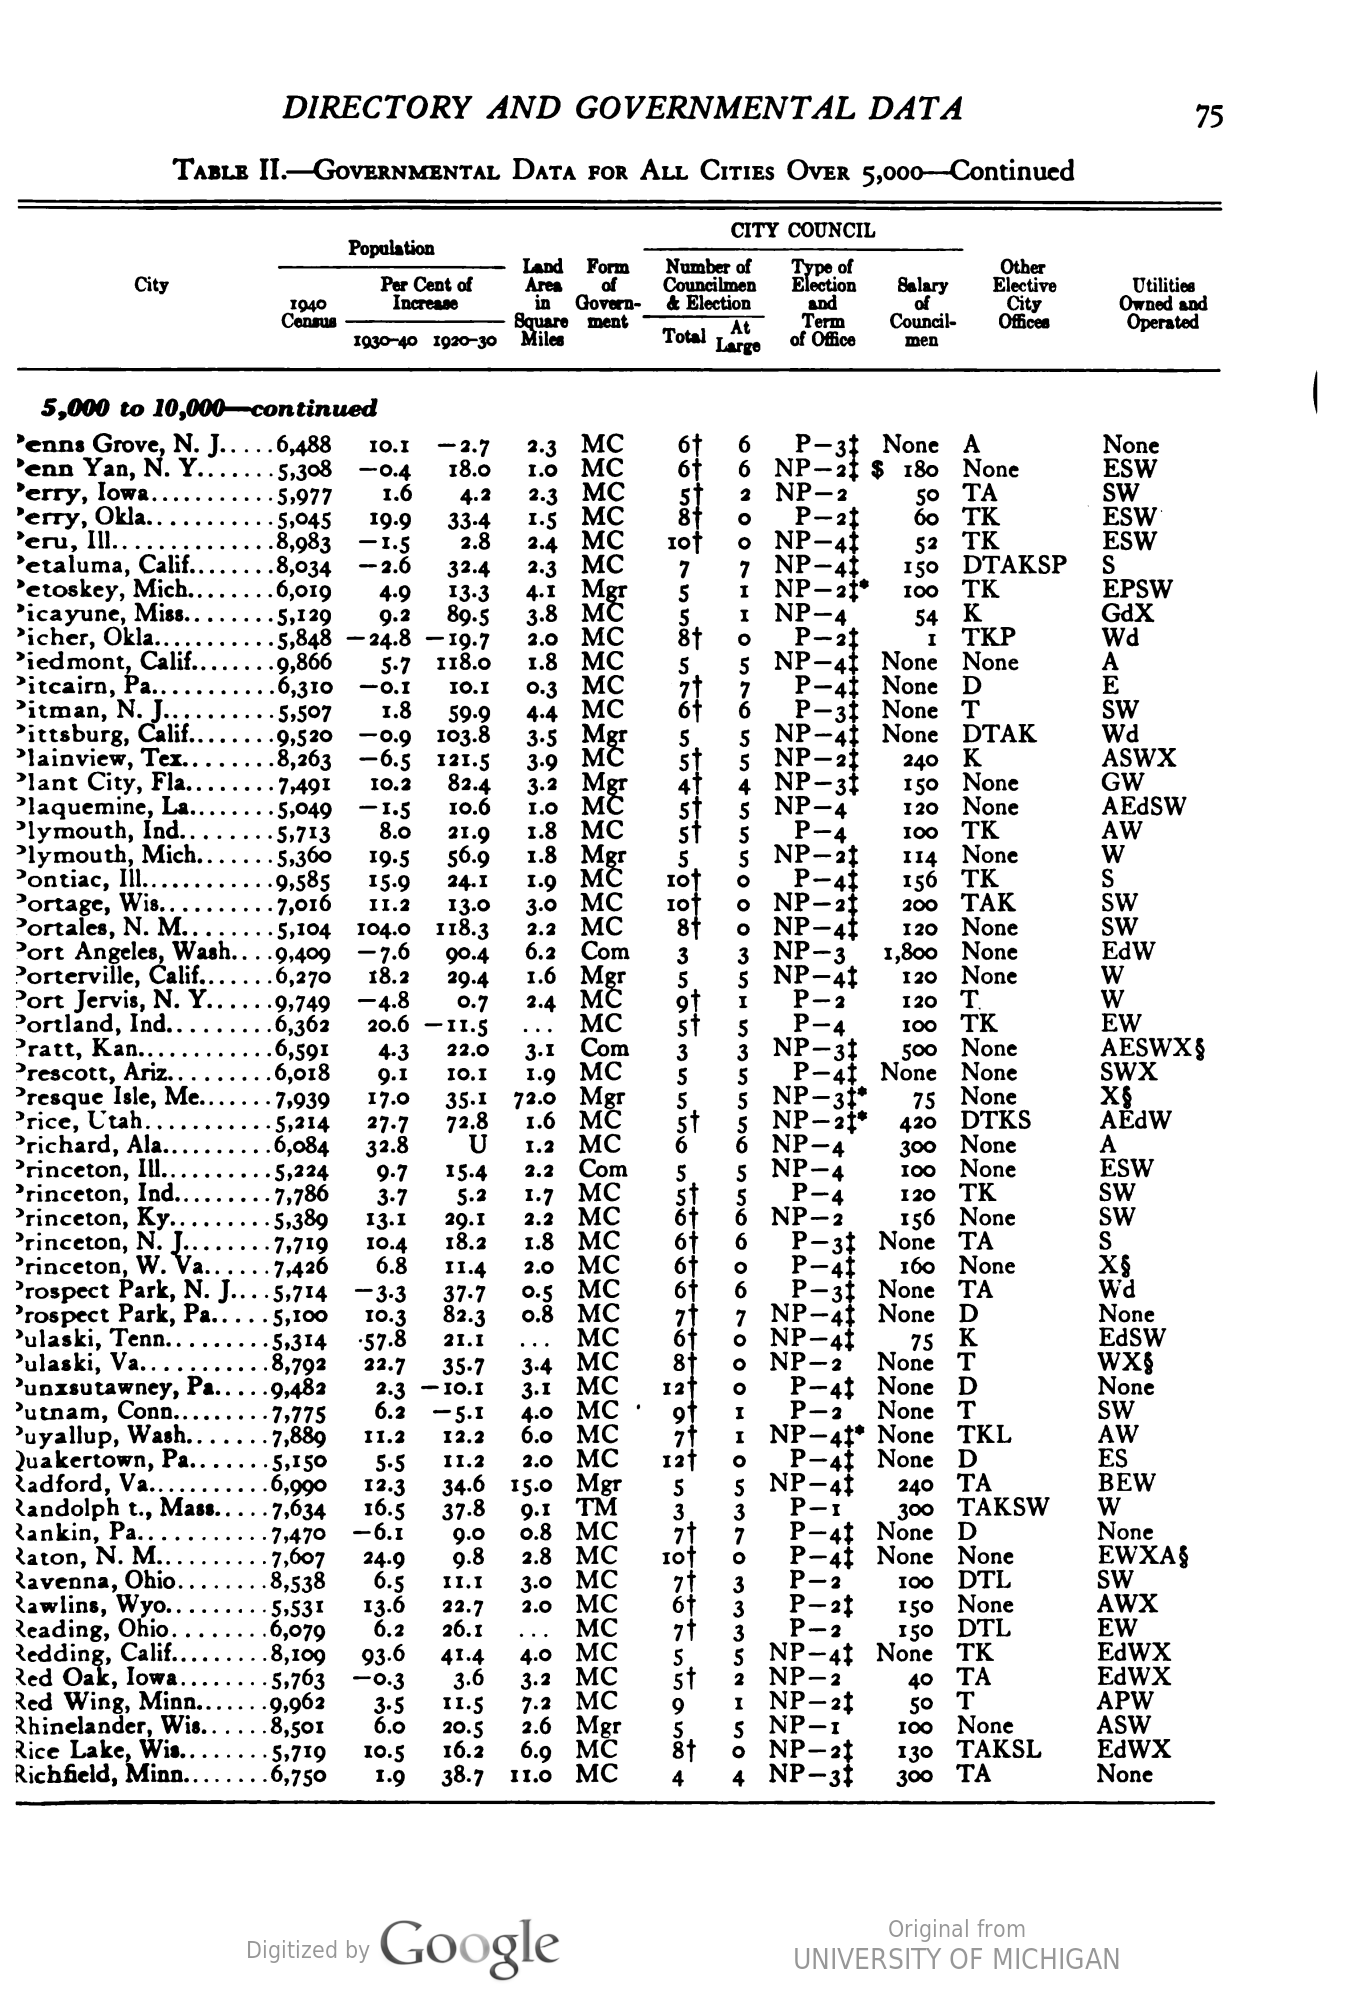 DIRECTORY AND GOVERNMENTAL DATA 75
TABLE II.—GOVERNMENTAL DATA FOR ALL CITIES OVER 5,000—Continued
CITY COUNCIL
Population
City 1940 Census Per Cent of Increase 1930–40 1920–30 Land Area in Square Miles Form of Government Number of Councilmen & Election Total At Large Type of Election and Term of Office Salary of Councilmen Other Elective City Offices Utilities Owned and Operated
5,000 to 10,000—continued
Penns Grove, N. J.....6,488 10.1 −2.7 2.3 MC 6† 6 P−3‡ None A None
Penn Yan, N. Y.......5,308 −0.4 18.0 1.0 MC 6† 6 NP−2‡ $ 180 None ESW
Perry, Iowa...........5,977 1.6 4.2 2.3 MC 5† 2 NP−2 50 TA SW
Perry, Okla...........5,045 19.9 33.4 1.5 MC 8† 0 P−2‡ 60 TK ESW
Peru, Ill..............8,983 −1.5 2.8 2.4 MC 10† 0 NP−4‡ 52 TK ESW
Petaluma, Calif........8,034 −2.6 32.4 2.3 MC 7 7 NP−4‡ 150 DTAKSP S
Petoskey, Mich........6,019 4.9 13.3 4.1 Mgr 5 1 NP−2‡* 100 TK EPSW
Picayune, Miss........5,129 9.2 89.5 3.8 MC 5 1 NP−4 54 K GdX
Picher, Okla..........5,848 −24.8 −19.7 2.0 MC 8† 0 P−2‡ 1 TKP Wd
Piedmont, Calif.......9,866 5.7 118.0 1.8 MC 5 5 NP−4‡ None None A
Pitcairn, Pa..........6,310 −0.1 10.1 0.3 MC 7† 7 P−4‡ None D E
Pitman, N. J..........5,507 1.8 59.9 4.4 MC 6† 6 P−3‡ None T SW
Pittsburg, Calif.......9,520 −0.9 103.8 3.5 Mgr 5 5 NP−4‡ None DTAK Wd
Plainview, Tex........8,263 −6.5 121.5 3.9 MC 5† 5 NP−2‡ 240 K ASWX
Plant City, Fla........7,491 10.2 82.4 3.2 Mgr 4† 4 NP−3‡ 150 None GW
Plaquemine, La........5,049 −1.5 10.6 1.0 MC 5† 5 NP−4 120 None AEdSW
Plymouth, Ind........5,713 8.0 21.9 1.8 MC 5† 5 P−4 100 TK AW
Plymouth, Mich.......5,360 19.5 56.9 1.8 Mgr 5 5 NP−2‡ 114 None W
Pontiac, Ill............9,585 15.9 24.1 1.9 MC 10† 0 P−4‡ 156 TK S
Portage, Wis..........7,016 11.2 13.0 3.0 MC 10† 0 NP−2‡ 200 TAK SW
Portales, N. M........5,104 104.0 118.3 2.2 MC 8† 0 NP−4‡ 120 None SW
Port Angeles, Wash....9,409 −7.6 90.4 6.2 Com 3 3 NP−3 1,800 None EdW
Porterville, Calif......6,270 18.2 29.4 1.6 Mgr 5 5 NP−4‡ 120 None W
Port Jervis, N. Y......9,749 −4.8 0.7 2.4 MC 9† 1 P−2 120 T W
Portland, Ind.........6,362 20.6 −11.5 ... MC 5† 5 P−4 100 TK EW
Pratt, Kan............6,591 4.3 22.0 3.1 Com 3 3 NP−3‡ 500 None AESWX§
Prescott, Ariz.........6,018 9.1 10.1 1.9 MC 5 5 P−4‡ None None SWX
Presque Isle, Me.......7,939 17.0 35.1 72.0 Mgr 5 5 NP−3‡* 75 None X§
Price, Utah...........5,214 27.7 72.8 1.6 MC 5† 5 NP−2‡* 420 DTKS AEdW
Prichard, Ala..........6,084 32.8 U 1.2 MC 6 6 NP−4 300 None A
Princeton, Ill..........5,224 9.7 15.4 2.2 Com 5 5 NP−4 100 None ESW
Princeton, Ind.........7,786 3.7 5.2 1.7 MC 5† 5 P−4 120 TK SW
Princeton, Ky.........5,389 13.1 29.1 2.2 MC 6† 6 NP−2 156 None SW
Princeton, N. J........7,719 10.4 18.2 1.8 MC 6† 6 P−3‡ None TA S
Princeton, W. Va......7,426 6.8 11.4 2.0 MC 6† 0 P−4‡ 160 None X§
Prospect Park, N. J....5,714 −3.3 37.7 0.5 MC 6† 6 P−3‡ None TA Wd
Prospect Park, Pa.....5,100 10.3 82.3 0.8 MC 7† 7 NP−4‡ None D None
Pulaski, Tenn.........5,314 57.8 21.1 ... MC 6† 0 NP−4‡ 75 K EdSW
Pulaski, Va...........8,792 22.7 35.7 3.4 MC 8† 0 NP−2 None T WX§
Punxsutawney, Pa.....9,482 2.3 −10.1 3.1 MC 12† 0 P−4‡ None D None
Putnam, Conn.........7,775 6.2 −5.1 4.0 MC 9† 1 P−2 None T SW
Puyallup, Wash.......7,889 11.2 12.2 6.0 MC 7† 1 NP−4‡* None TKL AW
Quakertown, Pa.......5,150 5.5 11.2 2.0 MC 12† 0 P−4‡ None D ES
Radford, Va...........6,990 12.3 34.6 15.0 Mgr 5 5 NP−4‡ 240 TA BEW
Randolph t., Mass.....7,634 16.5 37.8 9.1 TM 3 3 P−1 300 TAKSW W
Rankin, Pa...........7,470 −6.1 9.0 0.8 MC 7† 7 P−4‡ None D None
Raton, N. M..........7,607 24.9 9.8 2.8 MC 10† 0 P−4‡ None None EWXA§
Ravenna, Ohio........8,538 6.5 11.1 3.0 MC 7† 3 P−2 100 DTL SW
Rawlins, Wyo.........5,531 13.6 22.7 2.0 MC 6† 3 P−2‡ 150 None AWX
Reading, Ohio........6,079 6.2 26.1 ... MC 7† 3 P−2 150 DTL EW
Redding, Calif.........8,109 93.6 41.4 4.0 MC 5 5 NP−4‡ None TK EdWX
Red Oak, Iowa........5,763 −0.3 3.6 3.2 MC 5† 2 NP−2 40 TA EdWX
Red Wing, Minn......9,962 3.5 11.5 7.2 MC 9 1 NP−2‡ 50 T APW
Rhinelander, Wis......8,501 6.0 20.5 2.6 Mgr 5 5 NP−1 100 None ASW
Rice Lake, Wis........5,719 10.5 16.2 6.9 MC 8† 0 NP−2‡ 130 TAKSL EdWX
Richfield, Minn........6,750 1.9 38.7 11.0 MC 4 4 NP−3‡ 300 TA None
Digitized by Google
Original from
UNIVERSITY OF MICHIGAN